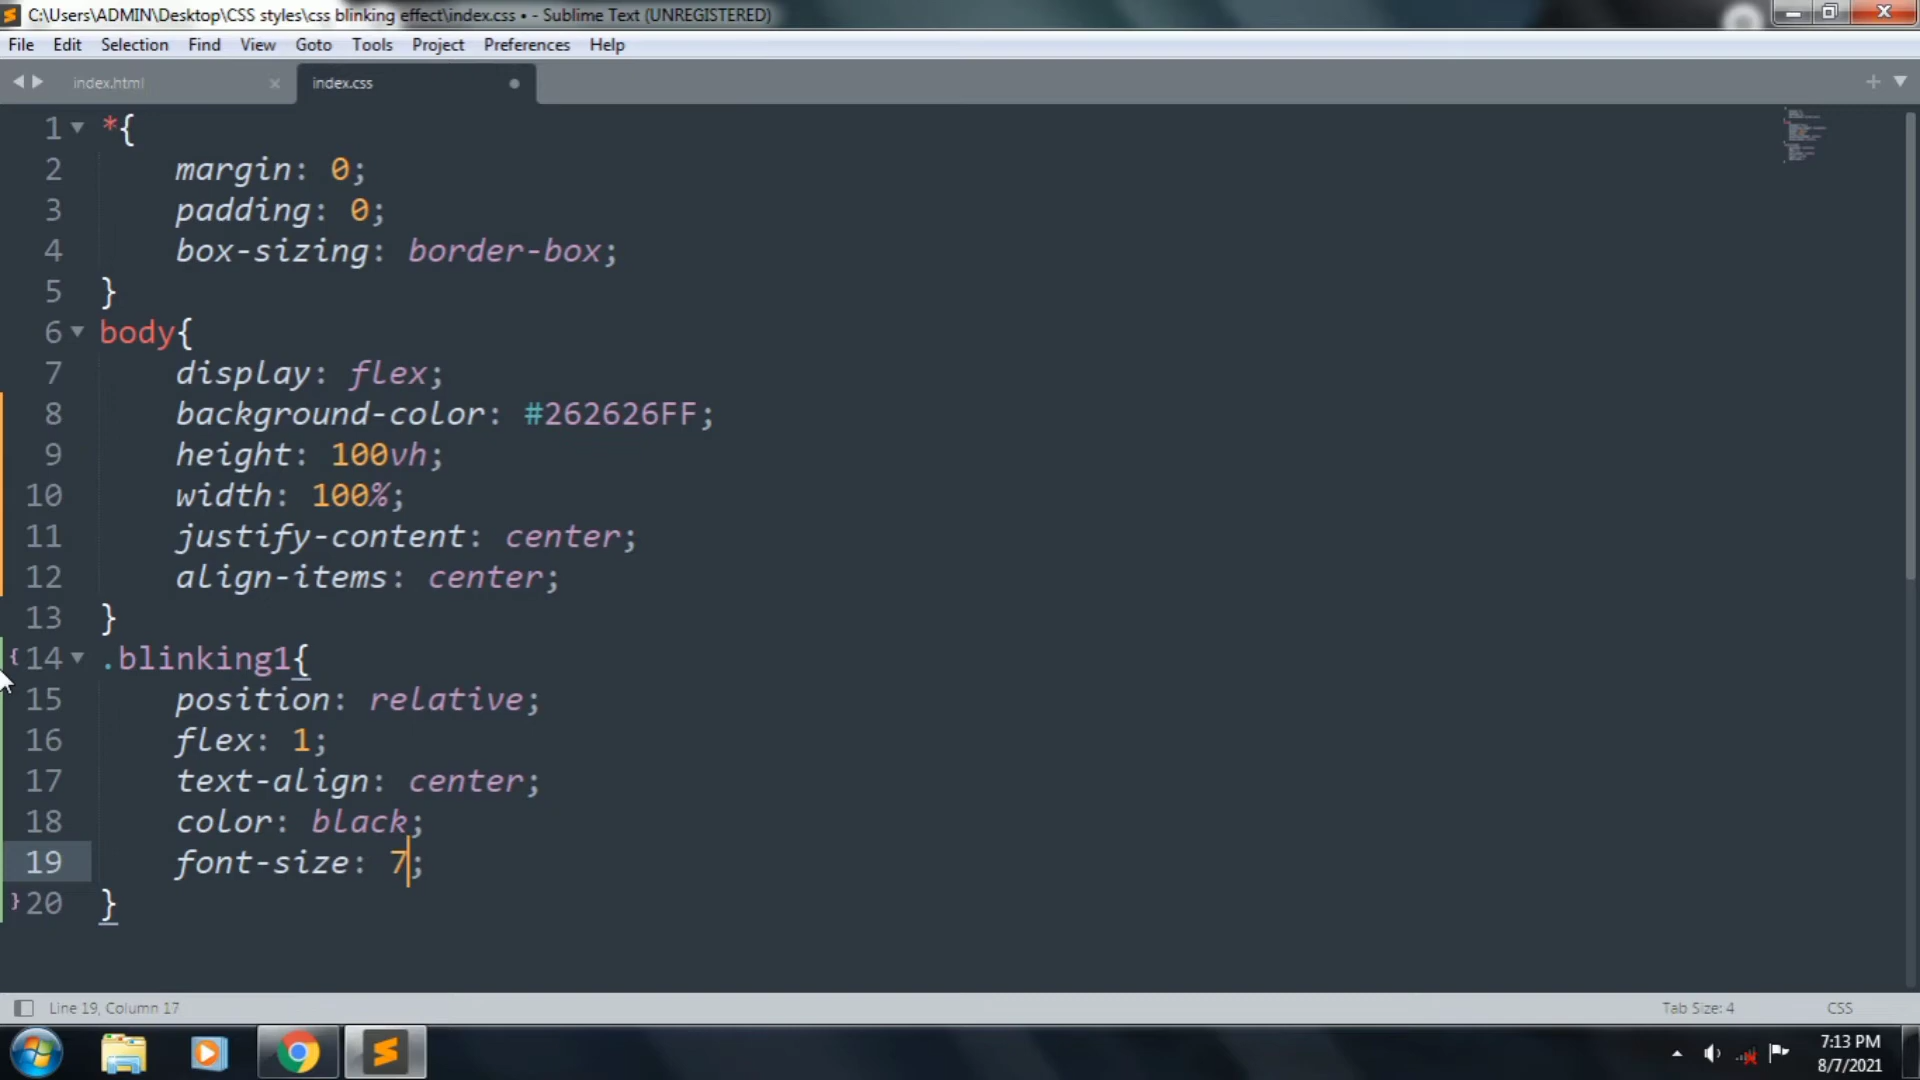 C:\Users\ADMIN\Desktop\CSS styles\css blinking effect\index.css • - Sublime Text (UNREGISTERED)
File Edit Selection Find View Goto Tools Project Preferences Help
index.html × index.css
1 *{
2 margin: 0;
3 padding: 0;
4 box-sizing: border-box;
5 }
6 body{
7 display: flex;
8 background-color: #262626FF;
9 height: 100vh;
10 width: 100%;
11 justify-content: center;
12 align-items: center;
13 }
14 .blinking1{
15 position: relative;
16 flex: 1;
17 text-align: center;
18 color: black;
19 font-size: 7;
20 }
Line 19, Column 17 Tab Size: 4 CSS
7:13 PM
8/7/2021